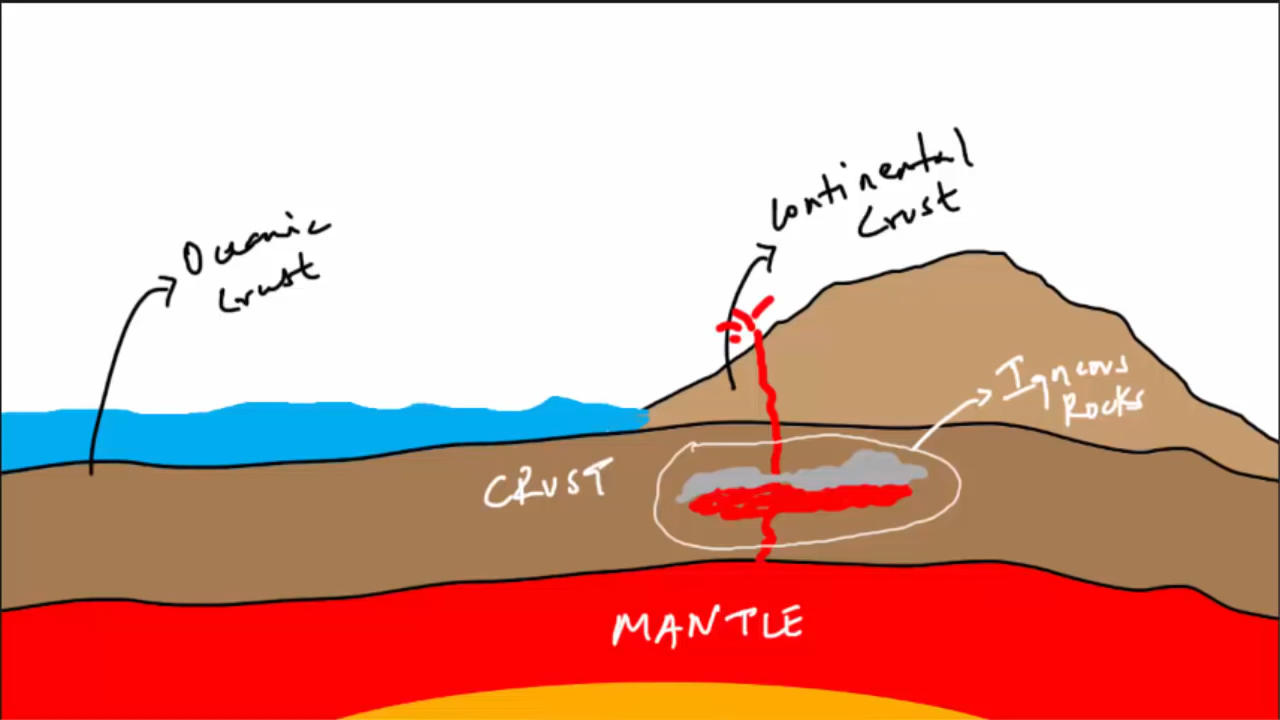 Oceanic
Crust
Continental
Crust
Igneous
Rocks
CRUST
MANTLE